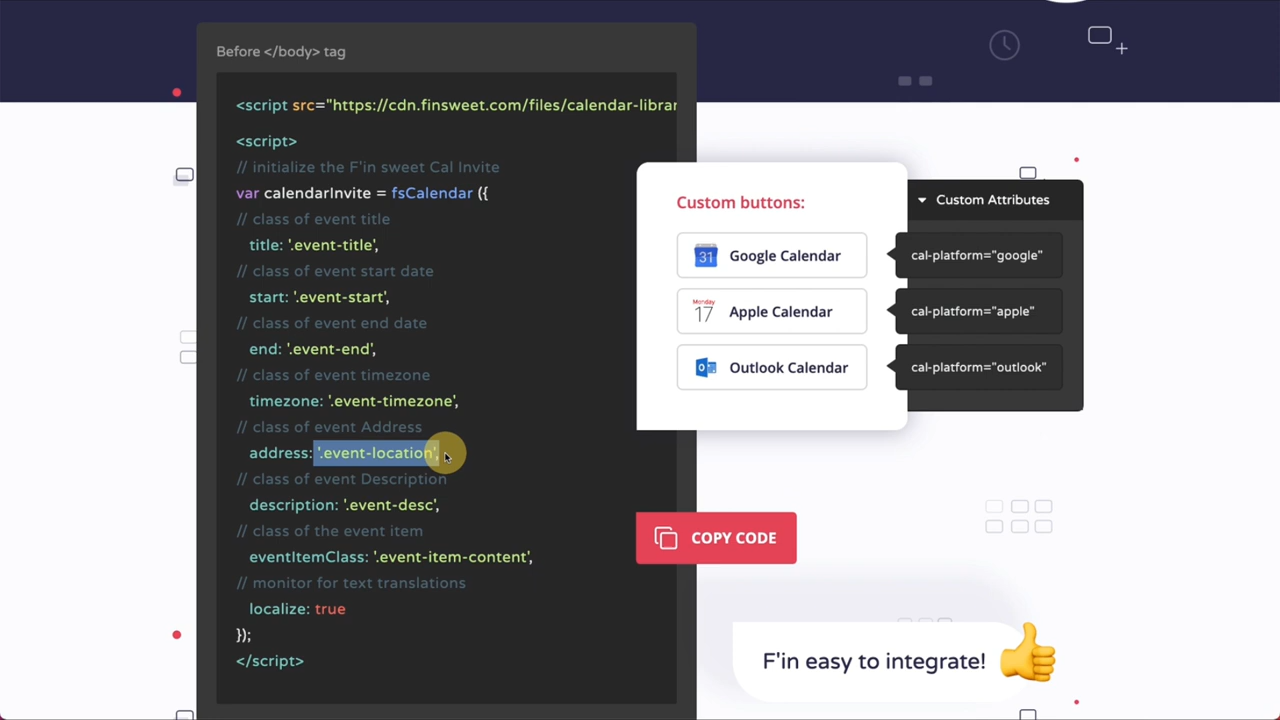 Before </body> tag
<script src="https://cdn.finsweet.com/files/calendar-librar
<script>
// initialize the F'in sweet Cal Invite
var calendarInvite = fsCalendar ({
// class of event title
title: '.event-title',
// class of event start date
start: '.event-start',
// class of event end date
end: '.event-end',
// class of event timezone
timezone: '.event-timezone',
// class of event Address
address: '.event-location',
// class of event Description
description: '.event-desc',
// class of the event item
eventItemClass: '.event-item-content',
// monitor for text translations
localize: true
});
</script>
Custom buttons:
31 Google Calendar
Monday
17 Apple Calendar
Outlook Calendar
Custom Attributes
cal-platform="google"
cal-platform="apple"
cal-platform="outlook"
COPY CODE
F'in easy to integrate!